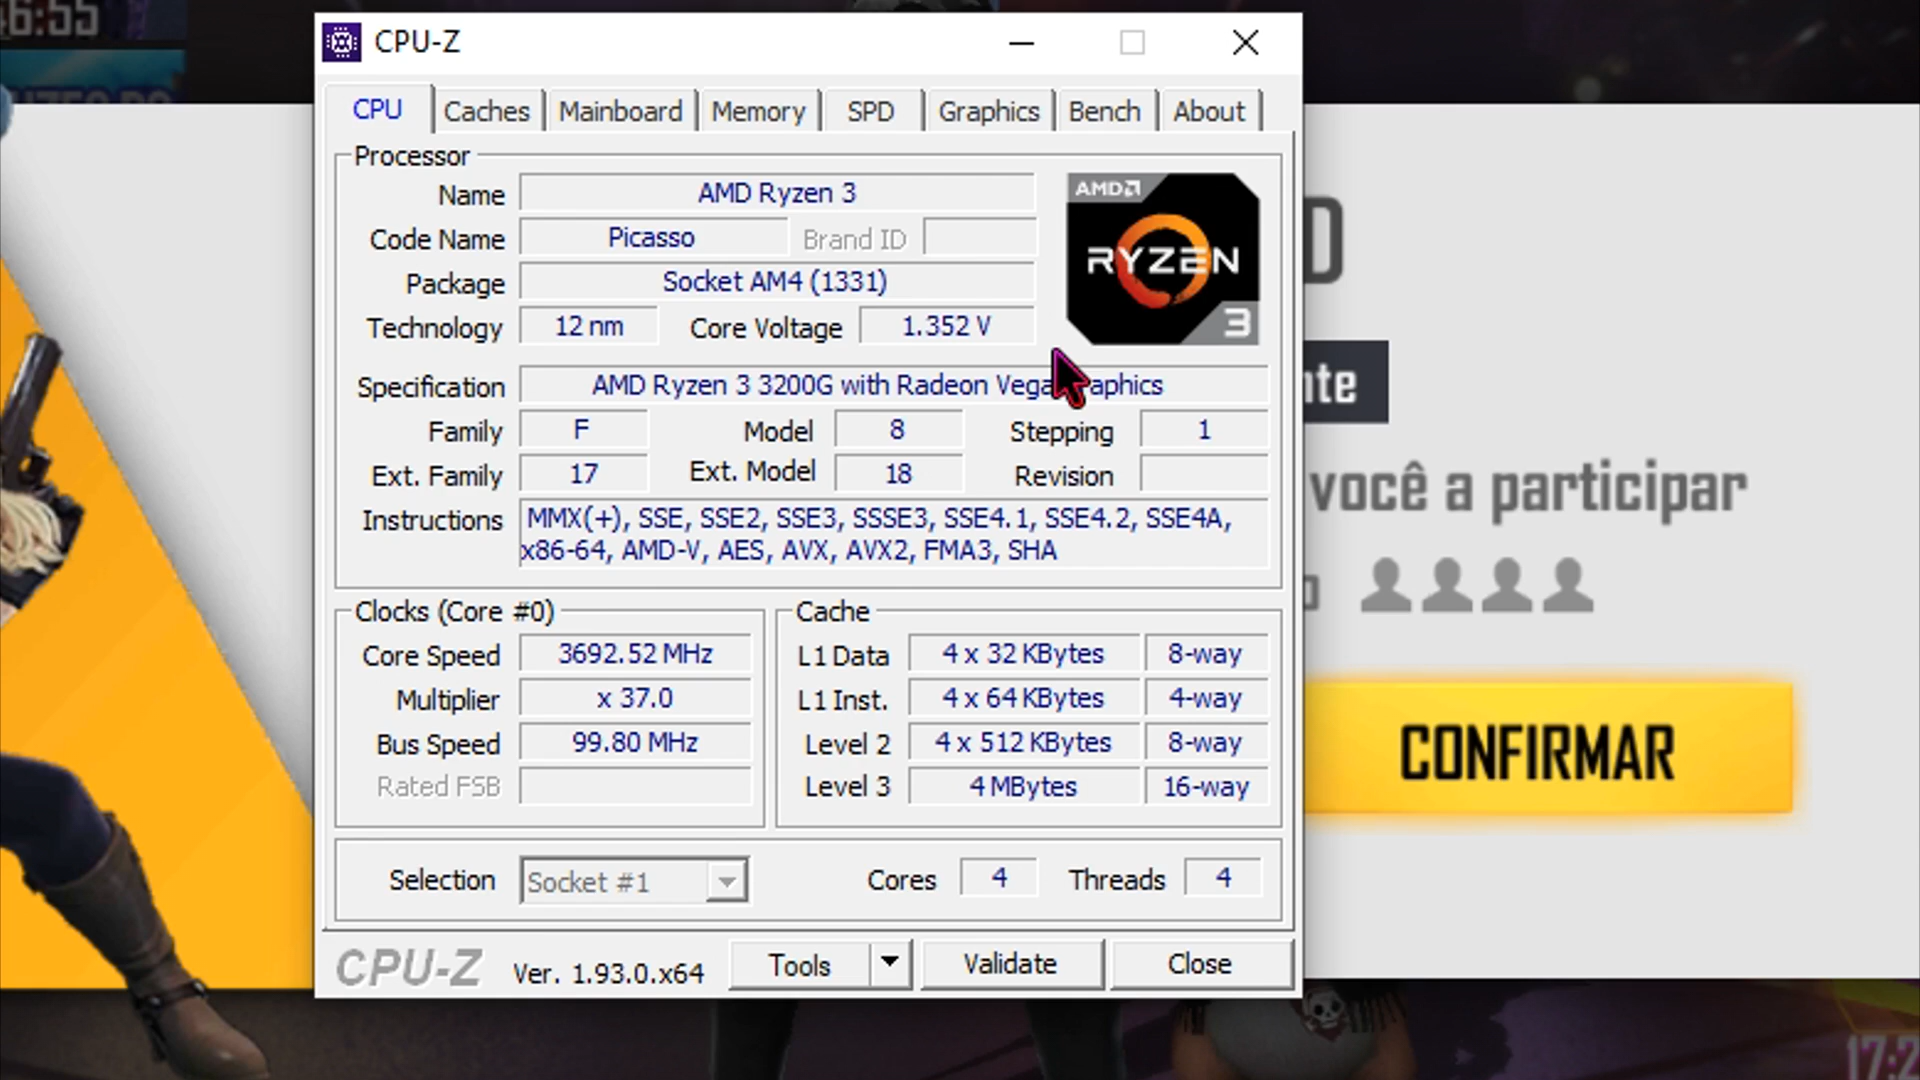 6:55
CPU-Z
CPU Caches Mainboard Memory SPD Graphics Bench About
Processor
Name AMD Ryzen 3
Code Name Picasso Brand ID
Package Socket AM4 (1331)
Technology 12 nm Core Voltage 1.352 V
AMD
RYZEN
3
Specification AMD Ryzen 3 3200G with Radeon Vega aphics
Family F Model 8 Stepping 1
Ext. Family 17 Ext. Model 18 Revision
Instructions MMX(+), SSE, SSE2, SSE3, SSSE3, SSE4.1, SSE4.2, SSE4A,
x86-64, AMD-V, AES, AVX, AVX2, FMA3, SHA
Clocks (Core #0)
Core Speed 3692.52 MHz
Multiplier x 37.0
Bus Speed 99.80 MHz
Rated FSB
Cache
L1 Data 4 x 32 KBytes 8-way
L1 Inst. 4 x 64 KBytes 4-way
Level 2 4 x 512 KBytes 8-way
Level 3 4 MBytes 16-way
Selection Socket #1 Cores 4 Threads 4
CPU-Z Ver. 1.93.0.x64 Tools Validate Close
D
nte
você a participar
o
CONFIRMAR
17:2